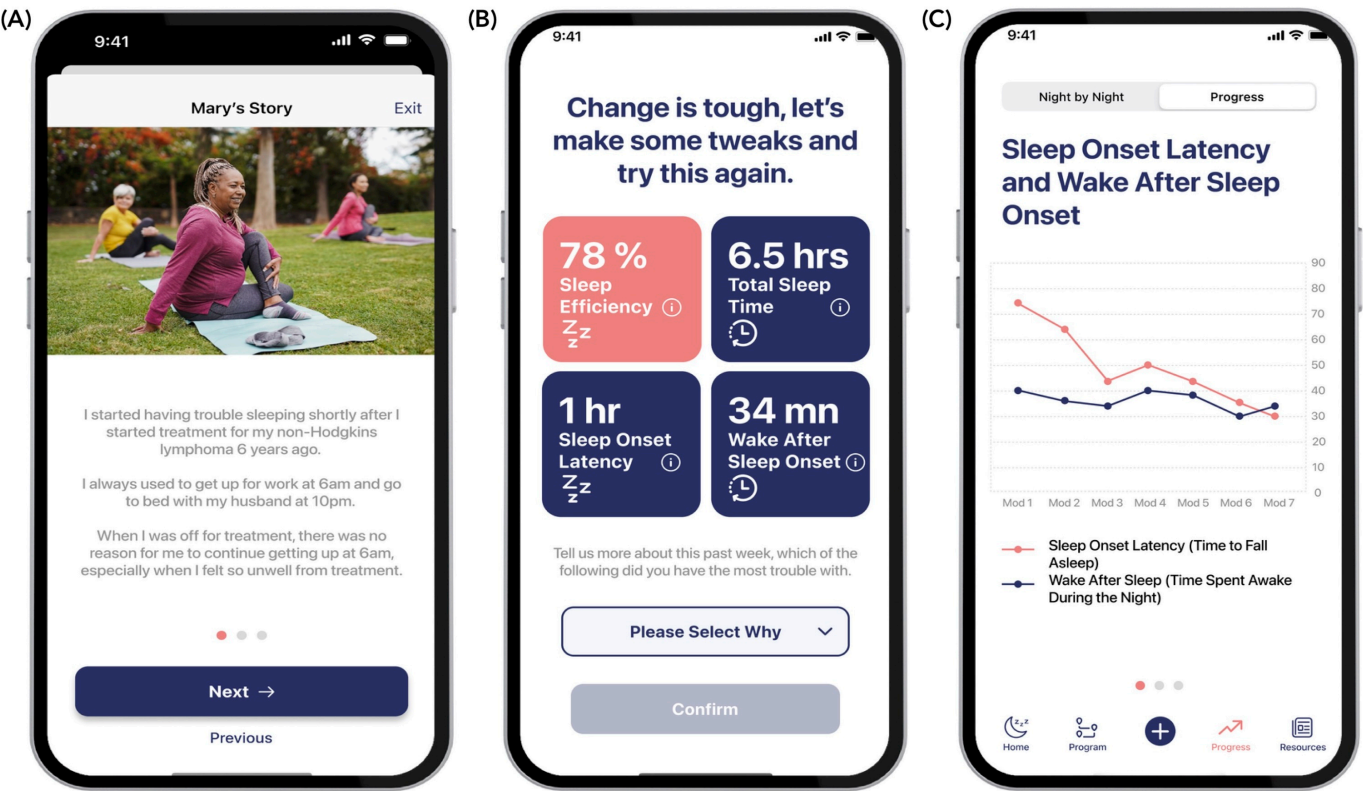 (A)
9:41
Mary's Story
Exit
I started having trouble sleeping shortly after I
started treatment for my non-Hodgkins
lymphoma 6 years ago.
I always used to get up for work at 6am and go
to bed with my husband at 10pm.
When I was off for treatment, there was no
reason for me to continue getting up at 6am,
especially when I felt so unwell from treatment.
Next →
Previous
(B)
9:41
Change is tough, let's
make some tweaks and
try this again.
78 %
Sleep
Efficiency
6.5 hrs
Total Sleep
Time
1 hr
Sleep Onset
Latency
34 mn
Wake After
Sleep Onset
Tell us more about this past week, which of the
following did you have the most trouble with.
Please Select Why
Confirm
(C)
9:41
Night by Night
Progress
Sleep Onset Latency
and Wake After Sleep
Onset
90
80
70
60
50
40
30
20
10
0
Mod 1 Mod 2 Mod 3 Mod 4 Mod 5 Mod 6 Mod 7
Sleep Onset Latency (Time to Fall
Asleep)
Wake After Sleep (Time Spent Awake
During the Night)
Home
Program
Progress
Resources